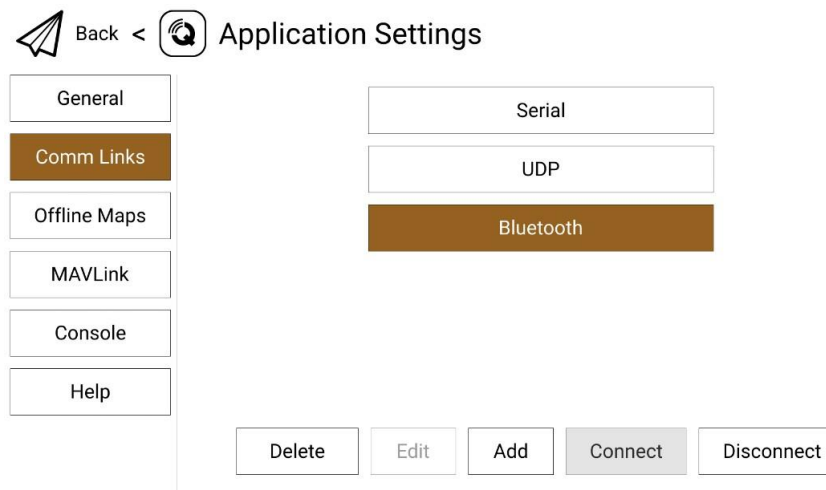 Back < Application Settings
General
Comm Links
Offline Maps
MAVLink
Console
Help
Serial
UDP
Bluetooth
Delete Edit Add Connect Disconnect